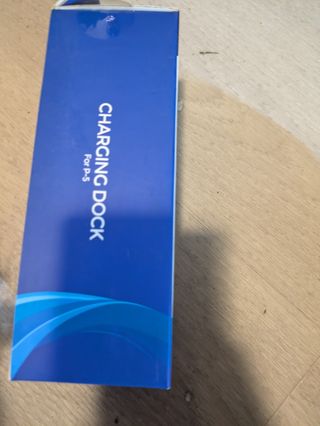 CHARGING DOCK
For P-5